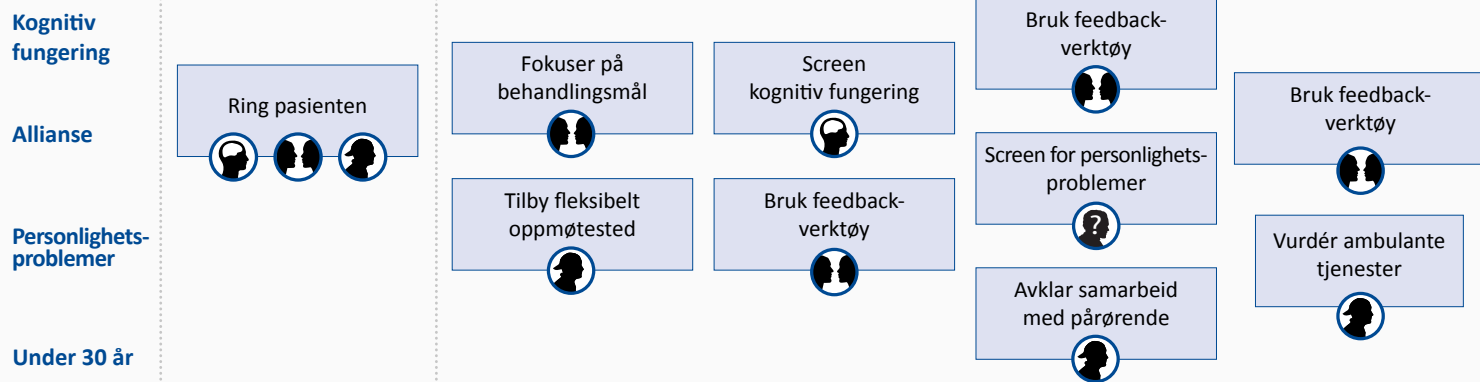 Kognitiv
fungering
Allianse
Personlighets-
problemer
Under 30 år
Ring pasienten
Fokuser på
behandlingsmål
Tilby fleksibelt
oppmøtested
Screen
kognitiv fungering
Bruk feedback-
verktøy
Bruk feedback-
verktøy
Screen for personlighets-
problemer
?
Avklar samarbeid
med pårørende
Bruk feedback-
verktøy
Vurdér ambulante
tjenester